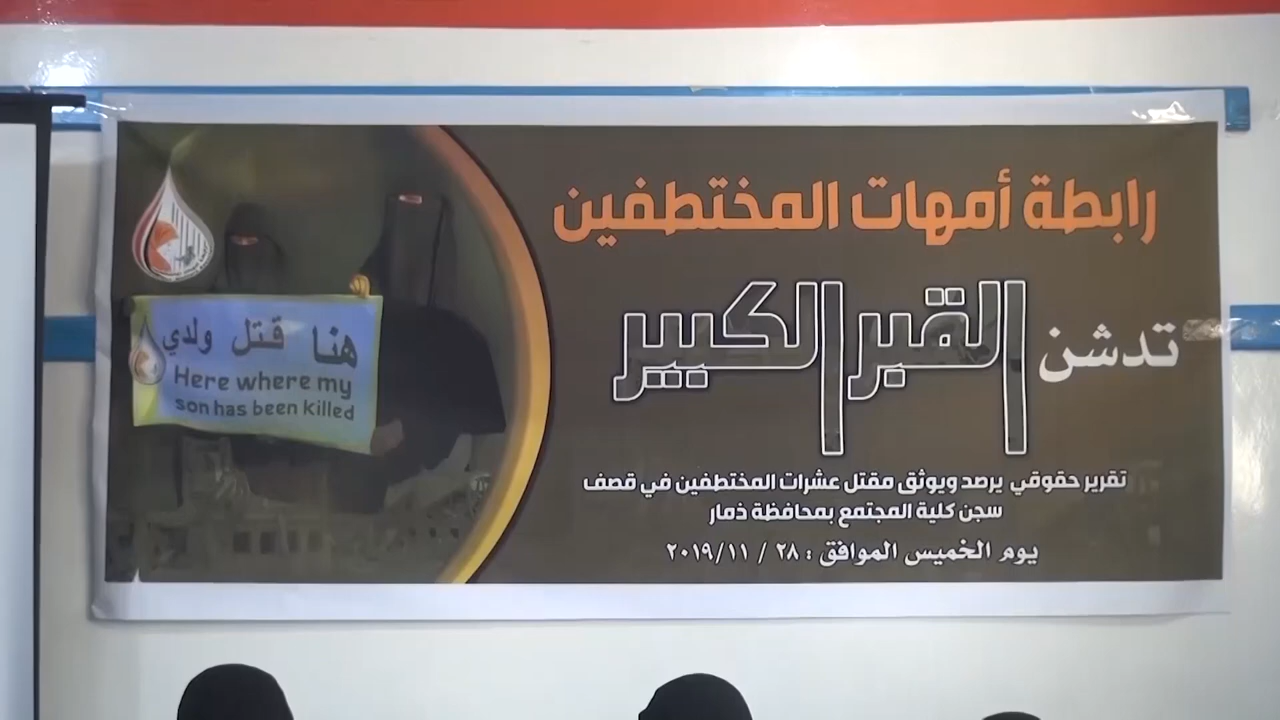 رابطة أمهات المختطفين
تدشن القبر الكبير
تقرير حقوقي يرصد ويوثق مقتل عشرات المختطفين في قصف
سجن كلية المجتمع بمحافظة ذمار
يوم الخميس الموافق : ٢٨ / ١١/ ٢٠١٩
هنا قتل ولدي
Here where my
son has been killed